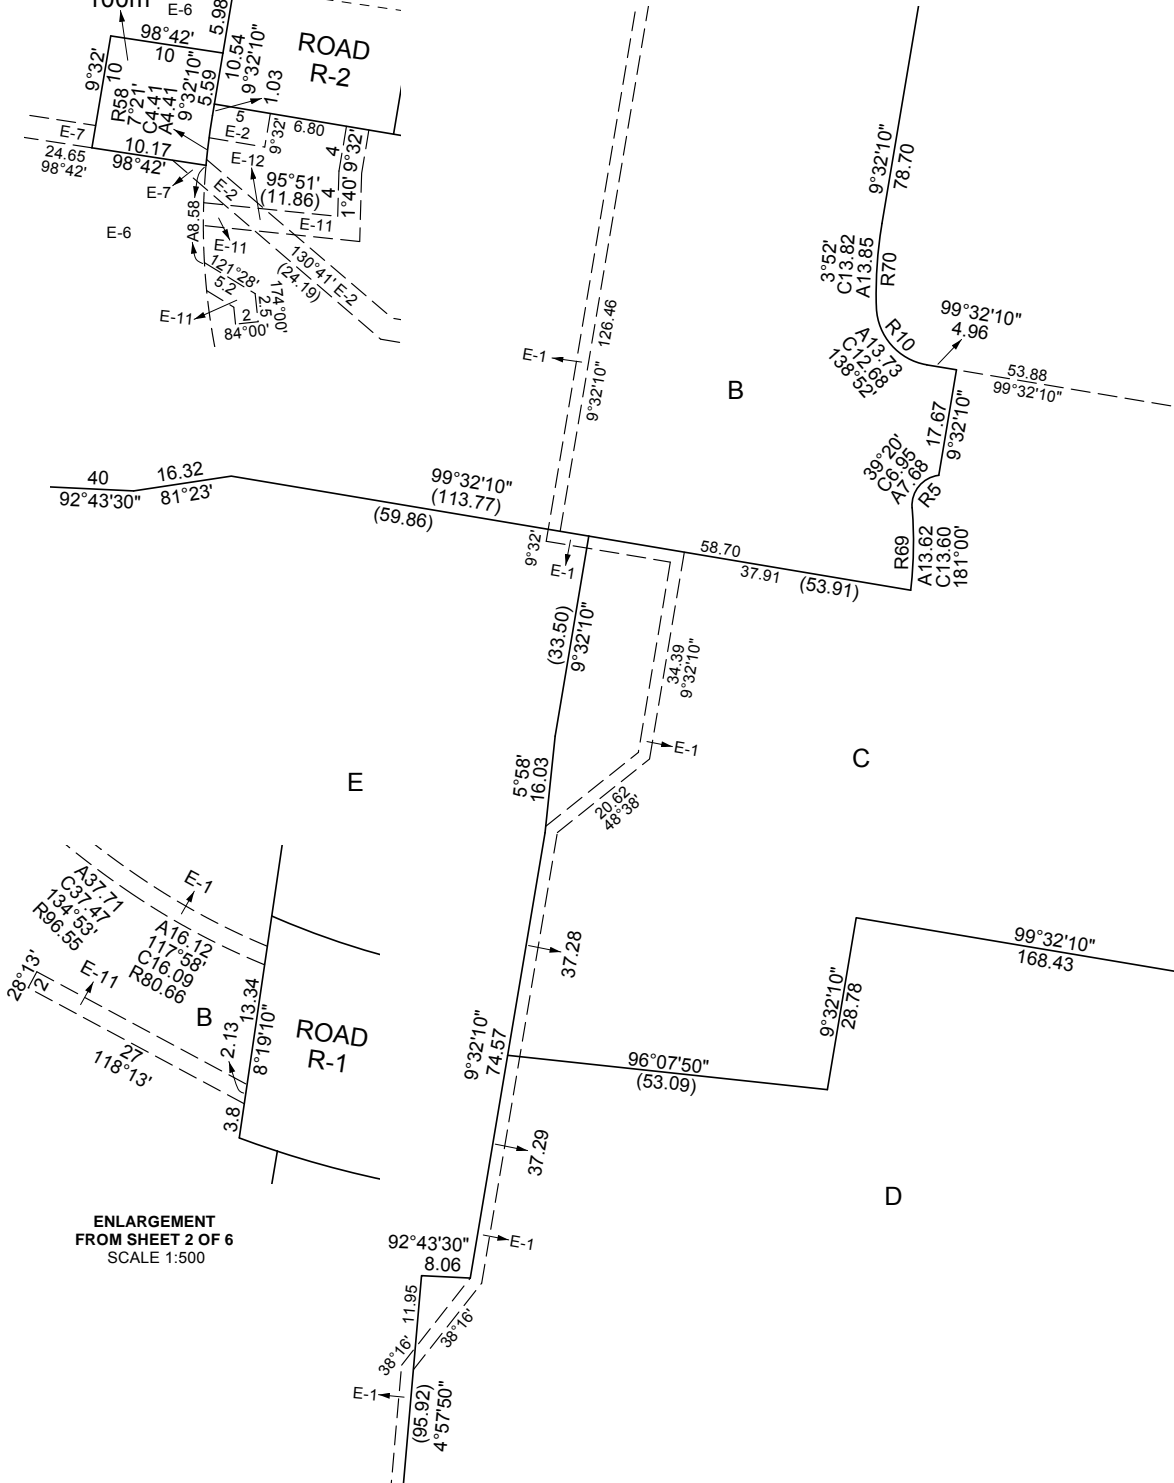 100m
E-6
5.98
98°42'
10
9°32'
10
R58
7°21'
C4.41
A4.41
9°32'10"
5.59
10.54
9°32'10"
1.03
ROAD
R-2
5
6.80
E-2
9°32'
4
9°32'
E-7
24.65
98°42'
10.17
98°42'
E-12
E-7
E-2
95°51'
(11.86)
4
1°40'
E-6
A8.58
E-11
E-11
121°28'
5.2
130°41' E-2
(24.19)
2.5
174°00'
E-11
2
84°00'
126.46
9°32'10"
E-1
B
9°32'10"
78.70
3°52'
C13.82
A13.85
R70
R10
A13.73
C12.68
138°52'
99°32'10"
4.96
53.88
99°32'10"
17.67
9°32'10"
39°20'
C6.95
A7.68
R5
R69
A13.62
C13.60
181°00'
40
92°43'30"
16.32
81°23'
99°32'10"
(113.77)
(59.86)
9°32'
E-1
58.70
37.91
(53.91)
(33.50)
9°32'10"
34.39
9°32'10"
E-1
C
E
5°58'
16.03
20.62
48°38'
A37.71
C37.47
134°53'
R96.55
E-1
A16.12
117°58'
C16.09
R80.66
28°13'
2
E-11
B
2.13
13.34
8°19'10"
ROAD
R-1
27
118°13'
3.8
37.28
9°32'10"
74.57
96°07'50"
(53.09)
9°32'10"
28.78
99°32'10"
168.43
37.29
D
ENLARGEMENT
FROM SHEET 2 OF 6
SCALE 1:500
92°43'30"
8.06
E-1
11.95
38°16'
38°16'
E-1
(95.92)
4°57'50"